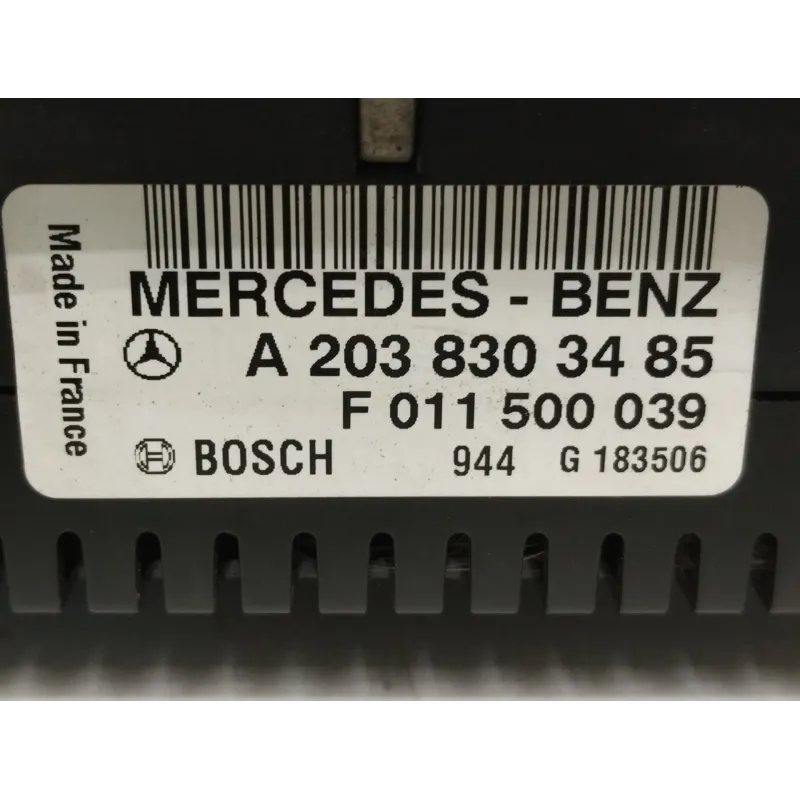 MERCEDES - BENZ
A 203 830 34 85
F 011 500 039
BOSCH 944 G 183506
Made in France